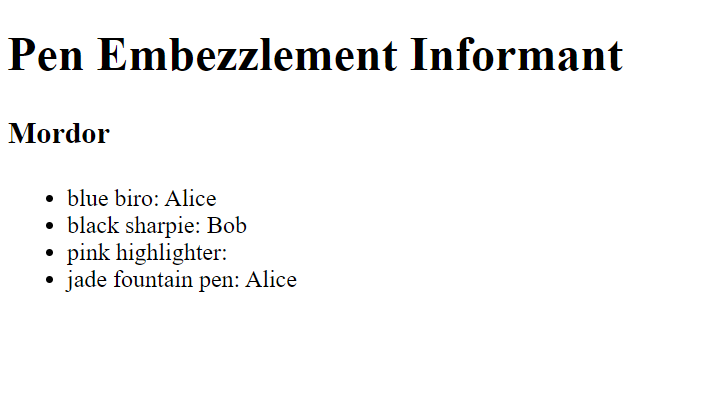 Pen Embezzlement Informant
Mordor
• blue biro: Alice
• black sharpie: Bob
• pink highlighter:
• jade fountain pen: Alice